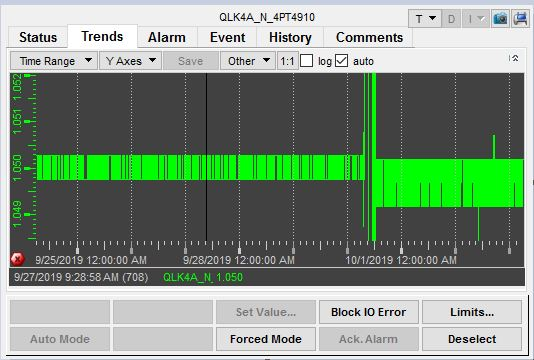 QLK4A_N_4PT4910
T D I
Status Trends Alarm Event History Comments
Time Range Y Axes Save Other 1:1 log auto
1.052
1.051
1.050
1.049
9/25/2019 12:00:00 AM 9/28/2019 12:00:00 AM 10/1/2019 12:00:00 AM
9/27/2019 9:28:58 AM (708) QLK4A_N_ 1.050
Set Value... Block IO Error Limits...
Auto Mode Forced Mode Ack. Alarm Deselect